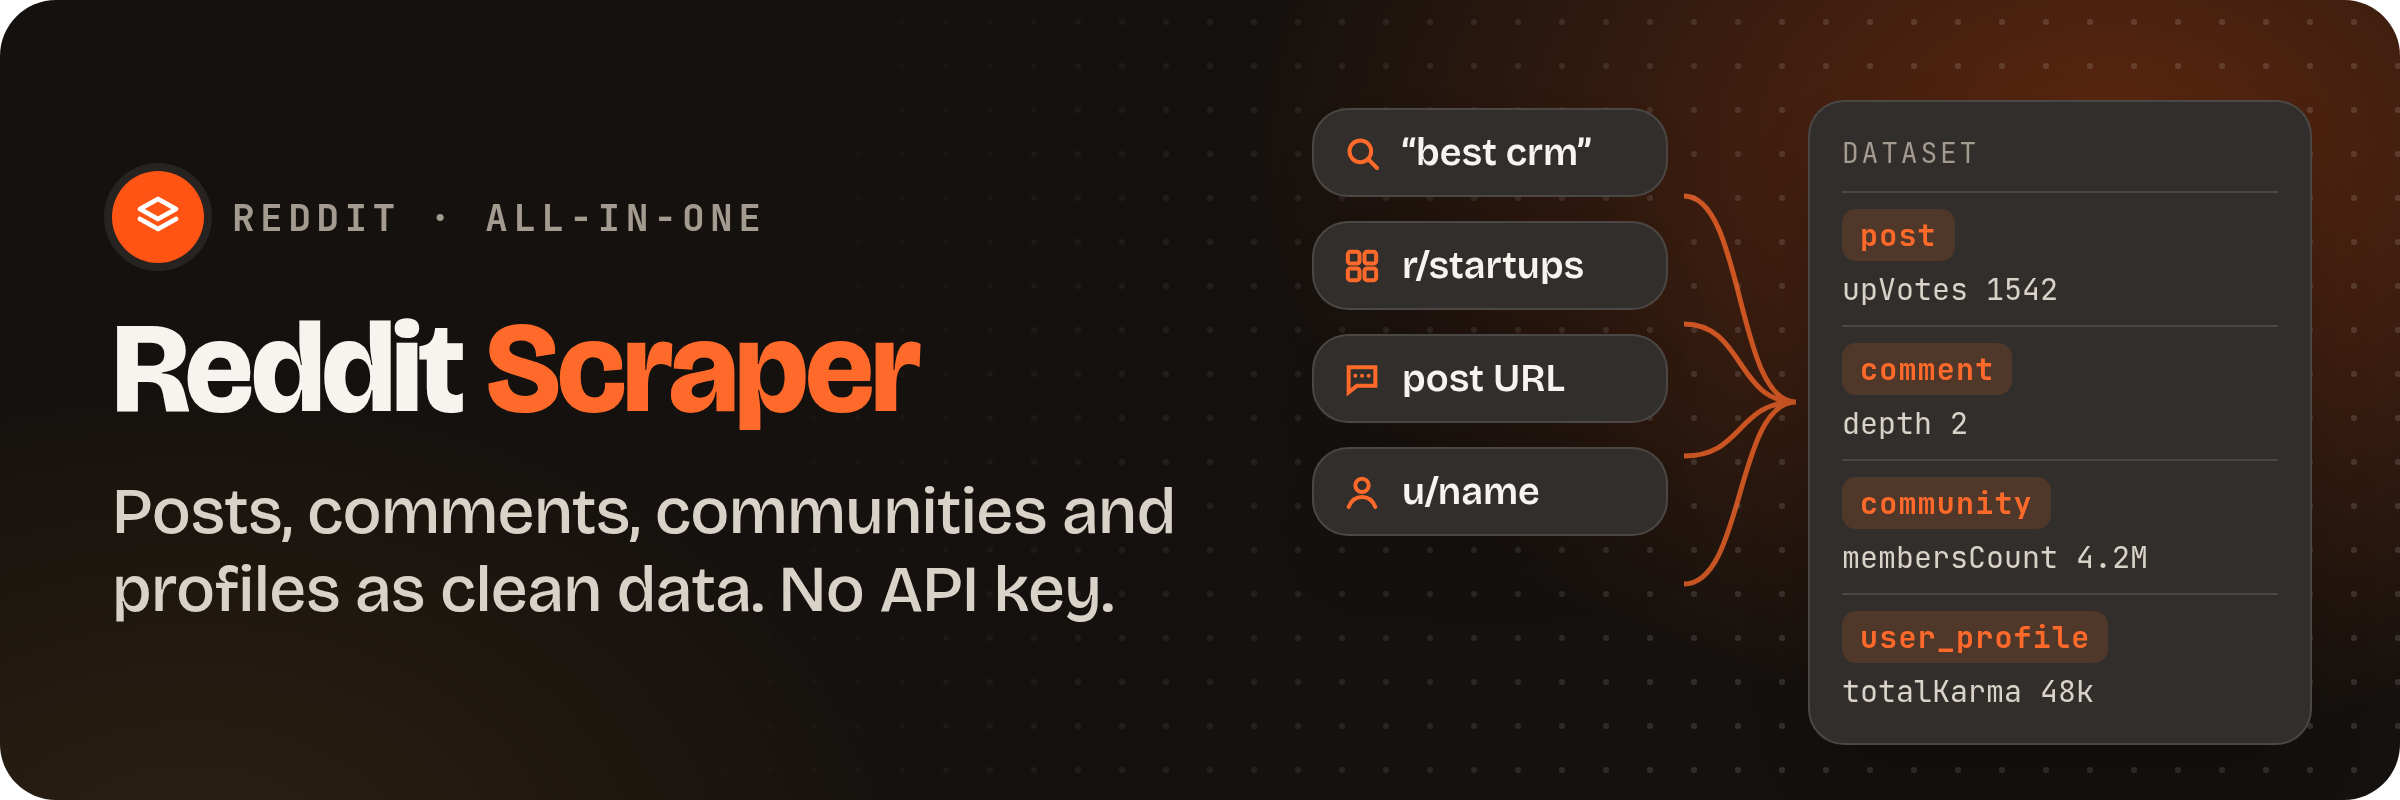 REDDIT · ALL-IN-ONE
Reddit Scraper
Posts, comments, communities and
profiles as clean data. No API key.
“best crm”
r/startups
post URL
u/name
DATASET
post
upVotes 1542
comment
depth 2
community
membersCount 4.2M
user_profile
totalKarma 48k